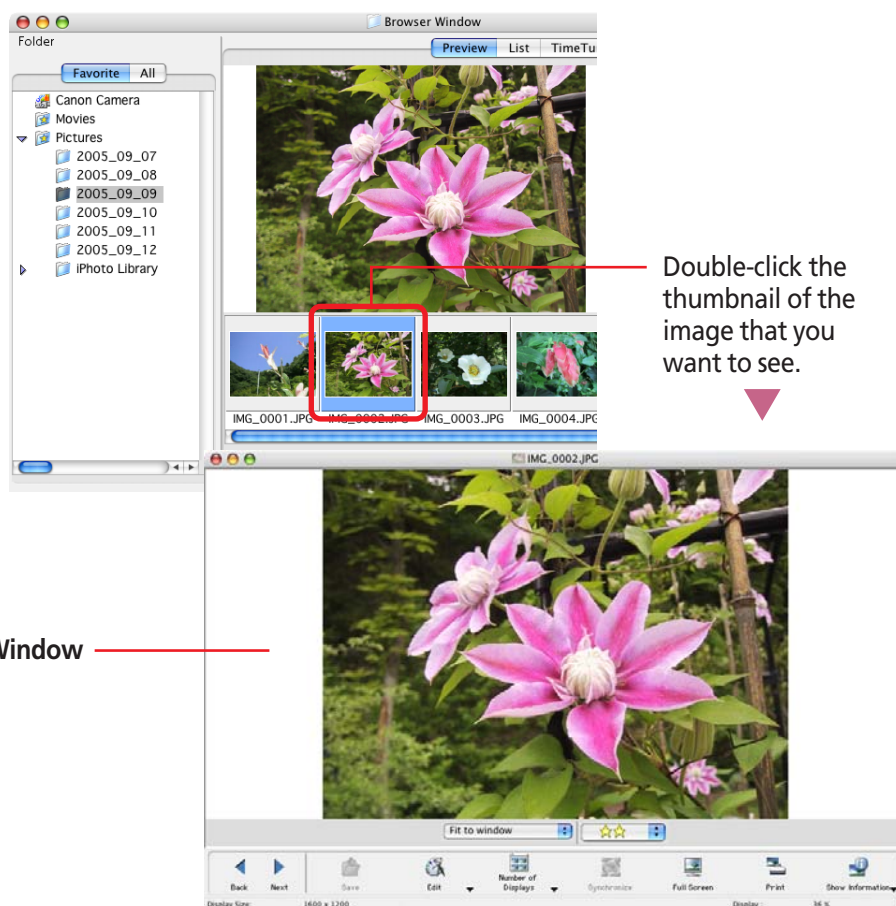 Browser Window
Folder
Preview List
Favorite All
Canon Camera
Movies
Pictures
2005_09_07
2005_09_08
2005_09_09
2005_09_10
2005_09_11
2005_09_12
iPhoto Library
Double-click the
thumbnail of the
image that you
want to see.
IMG_0001.JPG IMG_0002.JPG IMG_0003.JPG IMG_0004.JPG
IMG_0002.JPG
Window
Fit to window
Back Next Save Edit Number of
Displays Synchronize Full Screen Print Show Information
Display Size: 1600 x 1200 Display : 36 %